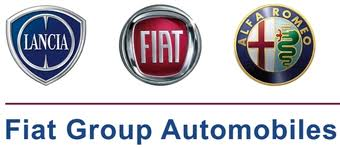 LANCIA
FIAT
ALFA ROMEO
Fiat Group Automobiles